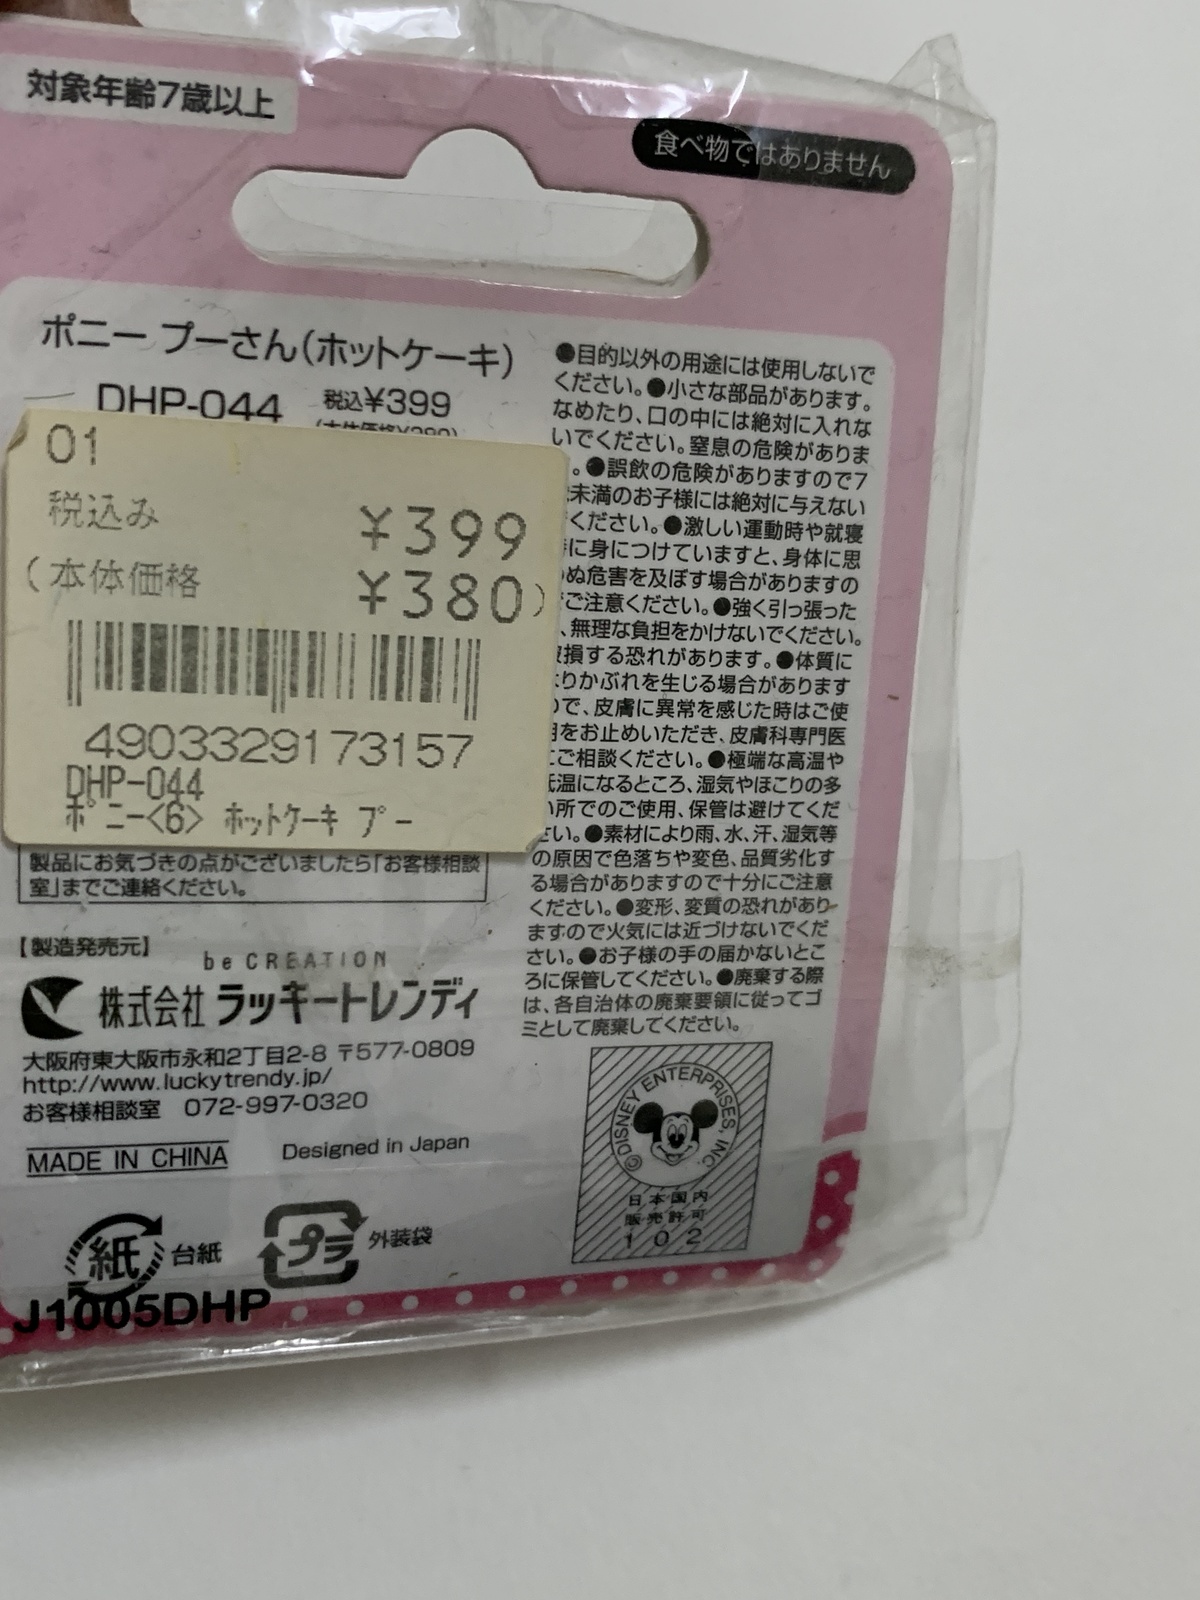 対象年齢7歳以上
食べ物ではありません
ポニー プーさん(ホットケーキ)
DHP-044 税込¥399
01
税込み ¥399
(本体価格 ¥380)
4903329173157
DHP-044
ポニー<6> ホットケーキ プー
製品にお気づきの点がございましたら「お客様相談
室」までご連絡ください。
【製造発売元】
be CREATION
株式会社 ラッキートレンディ
大阪府東大阪市永和2丁目2-8 〒577-0809
http://www.luckytrendy.jp/
お客様相談室 072-997-0320
MADE IN CHINA Designed in Japan
紙 台紙 プラ 外装袋
J1005DHP
●目的以外の用途には使用しないで
ください。●小さな部品があります。
なめたり、口の中には絶対に入れな
いでください。窒息の危険がありま
。●誤飲の危険がありますので7
未満のお子様には絶対に与えない
ください。●激しい運動時や就寝
に身につけていますと、身体に思
ぬ危害を及ぼす場合がありますの
ご注意ください。●強く引っ張った
、無理な負担をかけないでください。
損する恐れがあります。●体質に
りかぶれを生じる場合があります
で、皮膚に異常を感じた時はご使
をお止めいただき、皮膚科専門医
ご相談ください。●極端な高温や
温になるところ、湿気やほこりの多
所でのご使用、保管は避けてくだ
い。●素材により雨、水、汗、湿気等
の原因で色落ちや変色、品質劣化す
る場合がありますので十分にご注意
ください。●変形、変質の恐れがあり
ますので火気には近づけないでくだ
さい。●お子様の手の届かないとこ
ろに保管してください。●廃棄する際
は、各自治体の廃棄要領に従ってゴ
ミとして廃棄してください。
©DISNEY ENTERPRISES, INC.
日本国内
販売許可
102